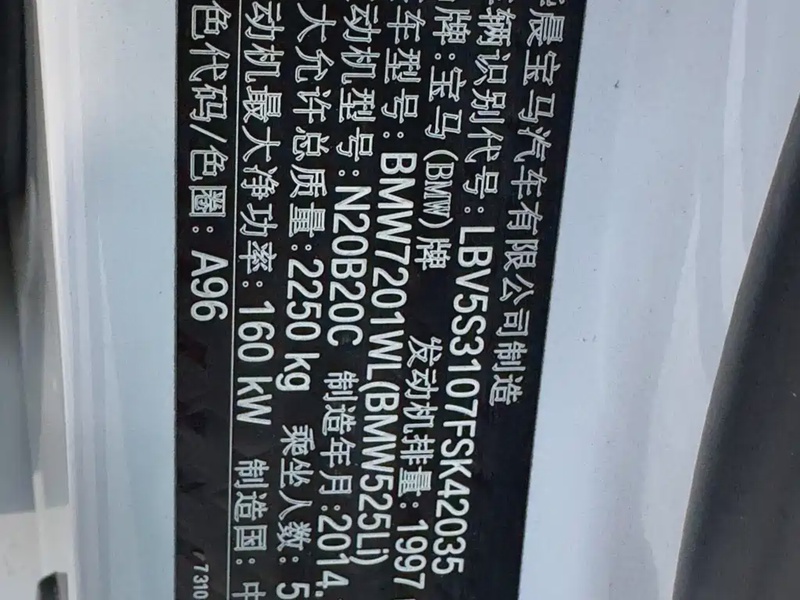 晨宝马汽车有限公司制造
辆识别代号:LBV5S3107FSK42035
牌:宝马(BMW)牌 发动机排量:1997
车型号:BMW7201WL(BMW525Li)
动机型号:N20B20C 制造年月:2014.
大允许总质量:2250 kg 乘坐人数:5
动机最大净功率:160 kW 制造国:中
色代码/色圈:A96
7310